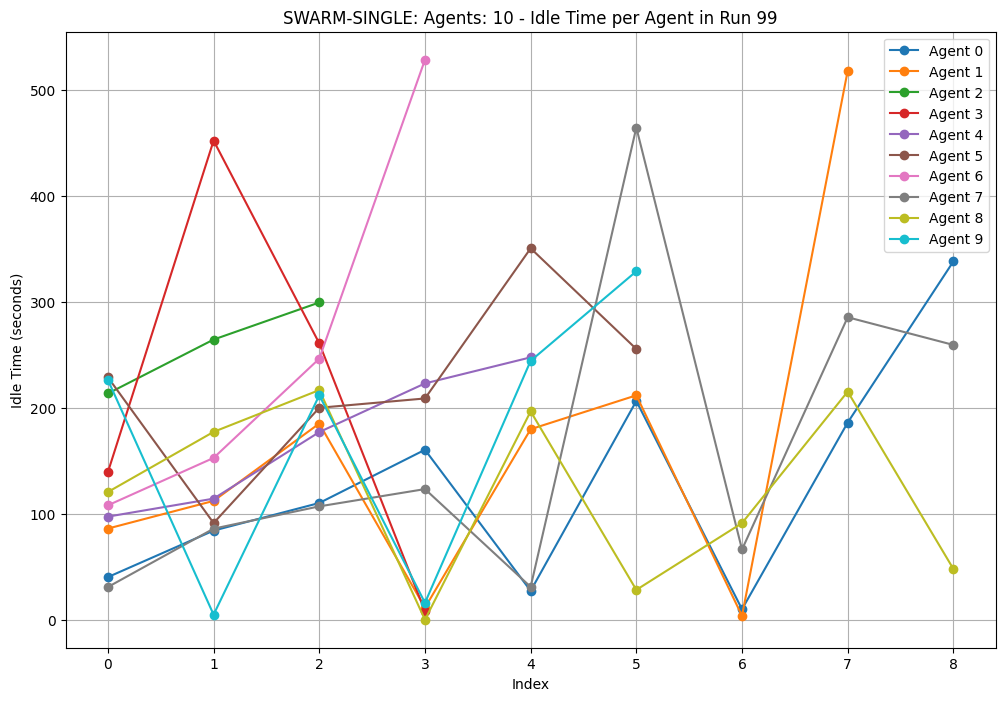 SWARM-SINGLE: Agents: 10 - Idle Time per Agent in Run 99
Idle Time (seconds)
500
400
300
200
100
0
0 1 2 3 4 5 6 7 8
Index
Agent 0
Agent 1
Agent 2
Agent 3
Agent 4
Agent 5
Agent 6
Agent 7
Agent 8
Agent 9